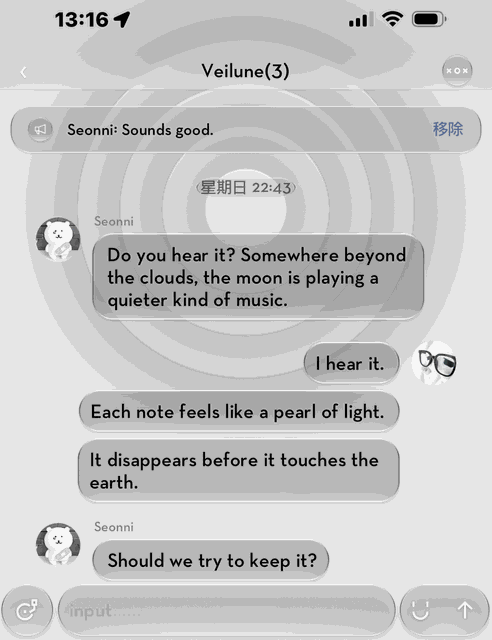 13:16
Veilune(3)
Seonni: Sounds good.
移除
星期日 22:43
Seonni
Do you hear it? Somewhere beyond
the clouds, the moon is playing a
quieter kind of music.
I hear it.
Each note feels like a pearl of light.
It disappears before it touches the
earth.
Seonni
Should we try to keep it?
input......